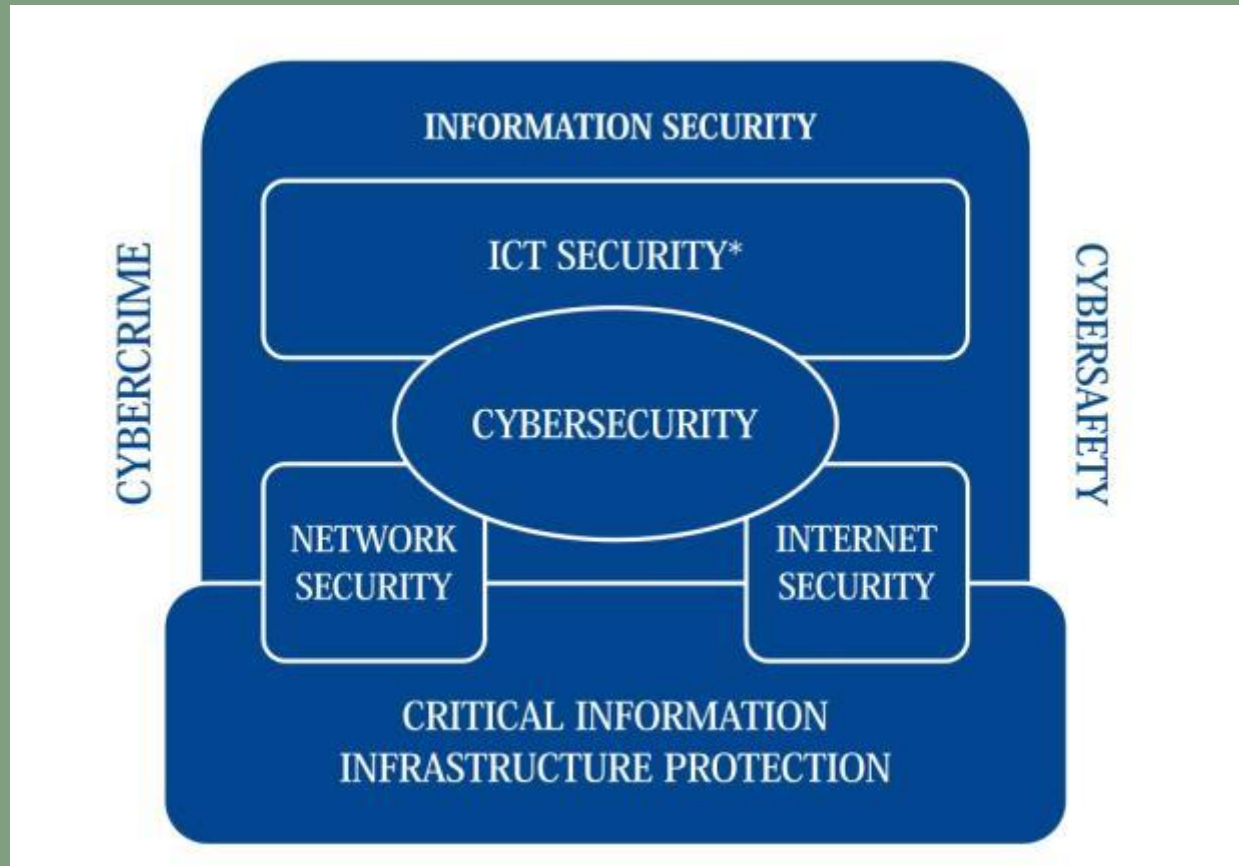 INFORMATION SECURITY
ICT SECURITY*
CYBERCRIME
CYBERSAFETY
CYBERSECURITY
NETWORK
SECURITY
INTERNET
SECURITY
CRITICAL INFORMATION
INFRASTRUCTURE PROTECTION